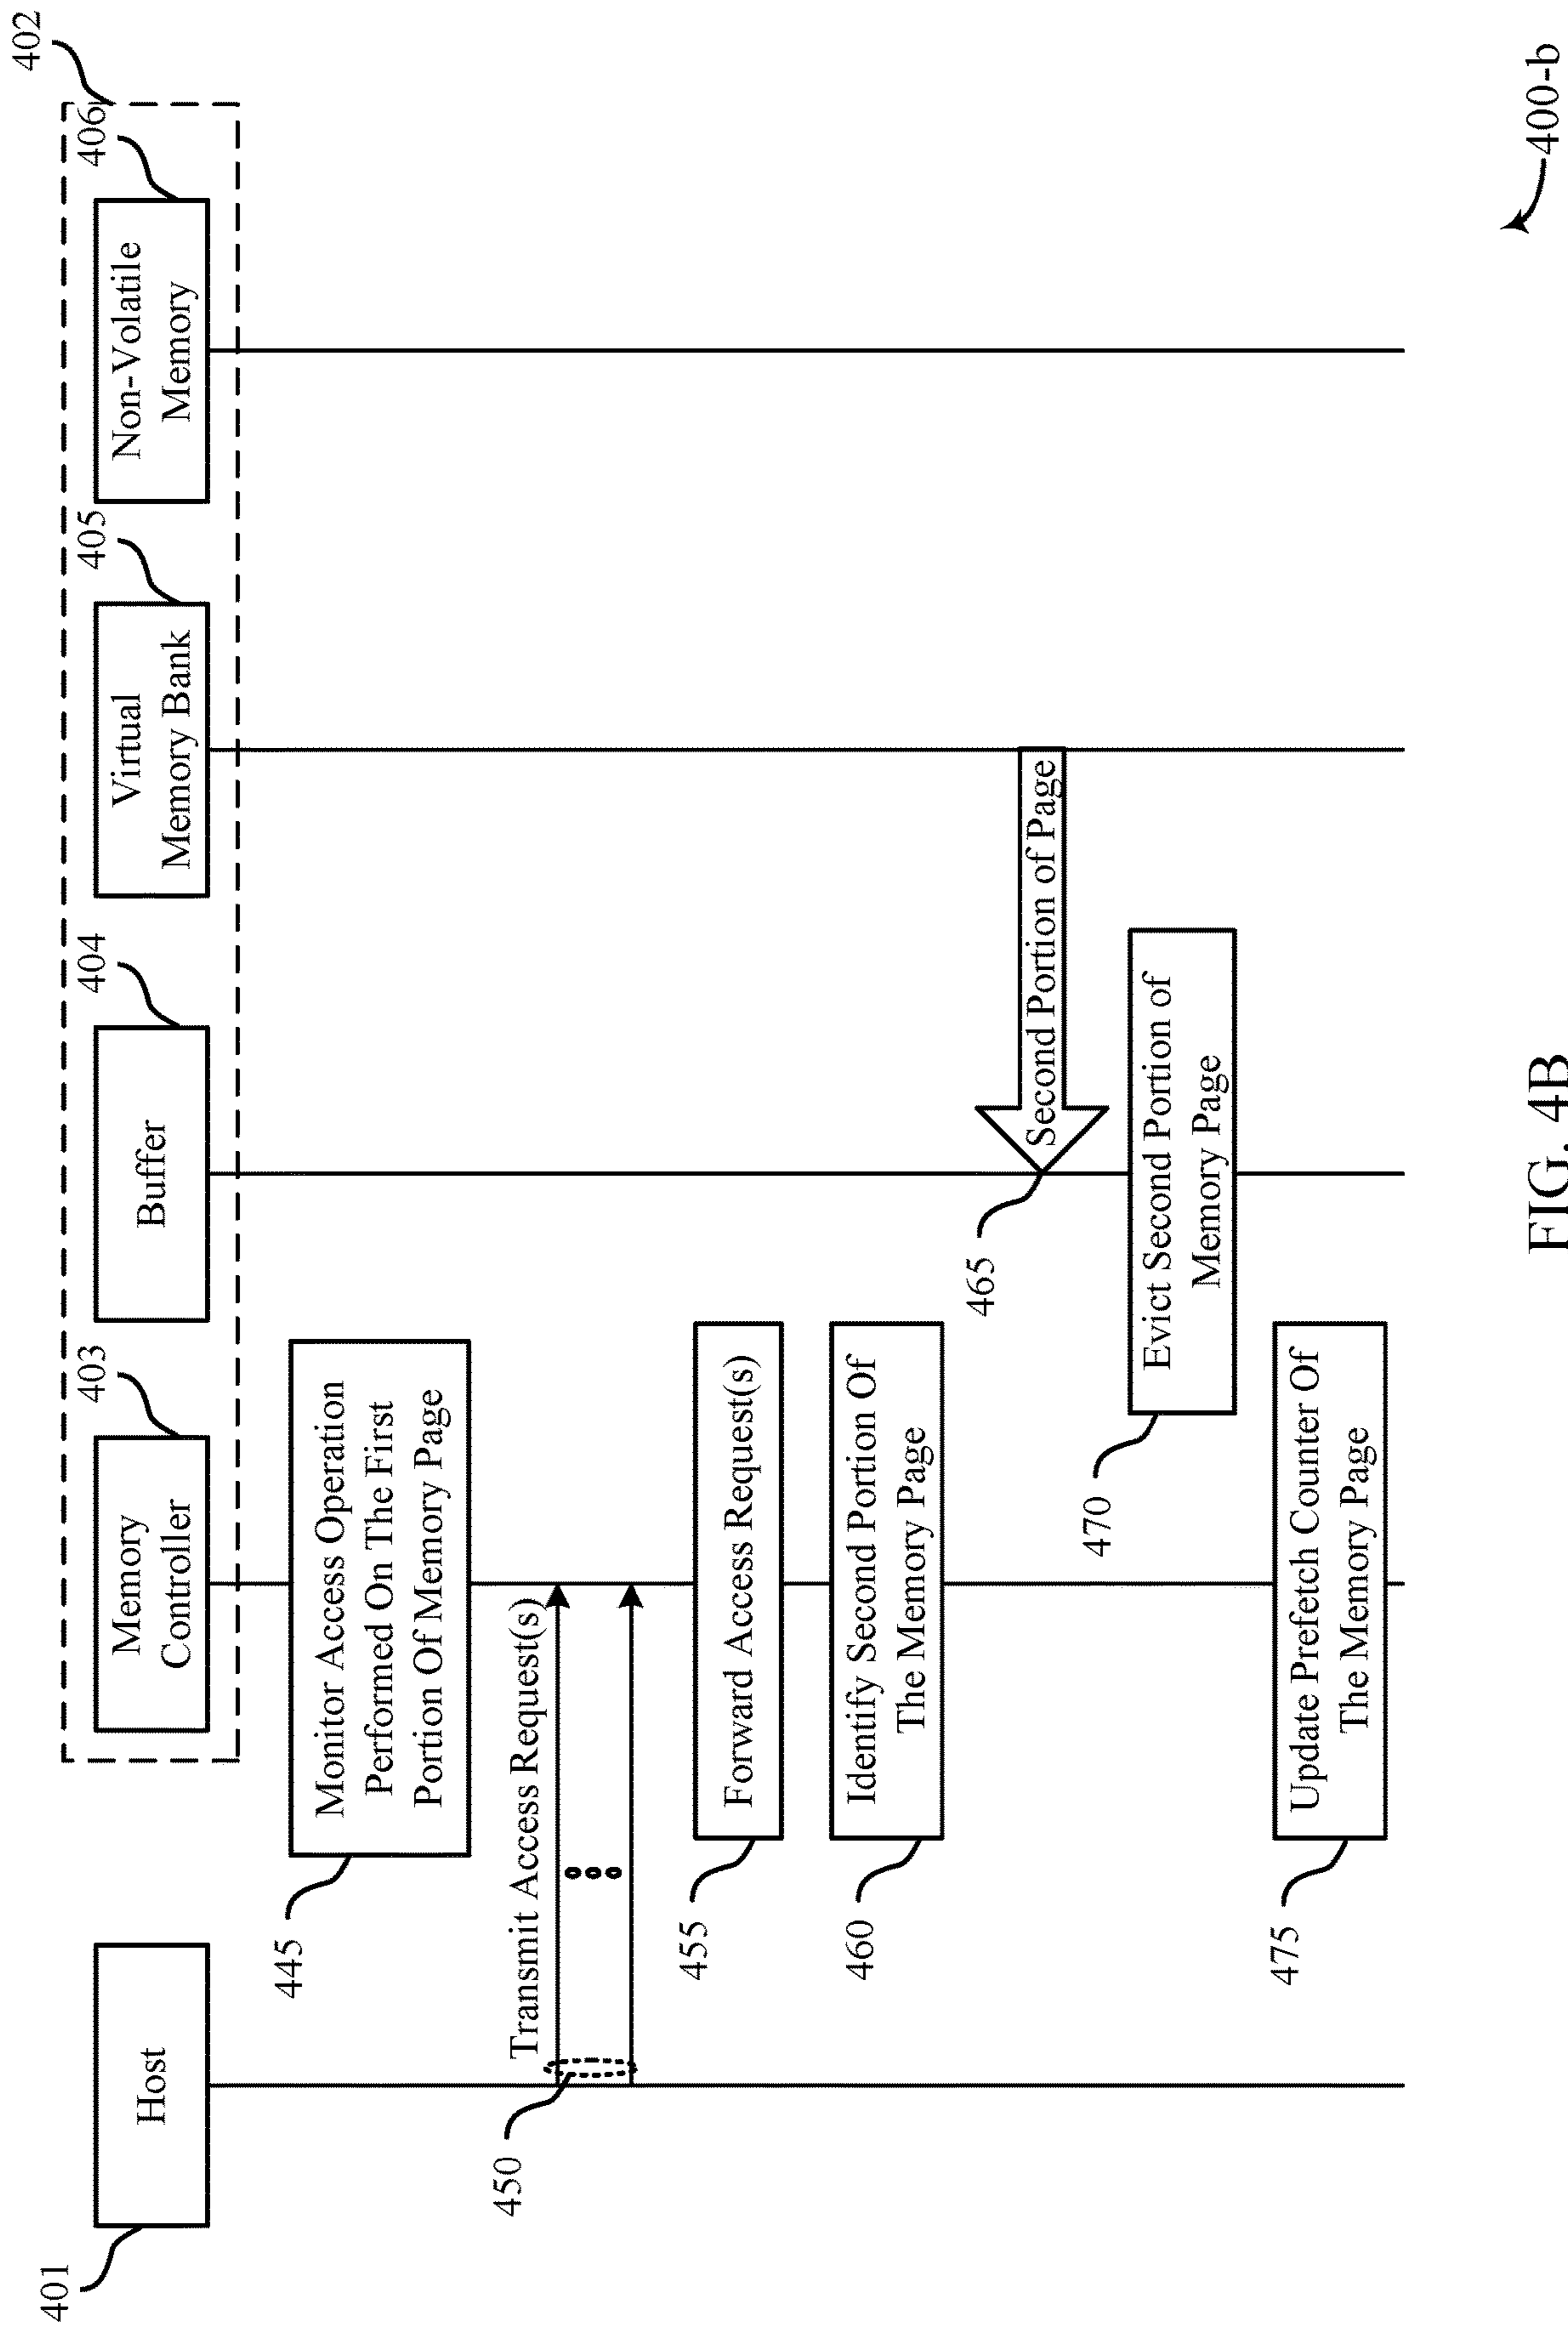 402
401
Host
403
Memory
Controller
404
Buffer
405
Virtual
Memory Bank
406
Non-Volatile
Memory
445
Monitor Access Operation
Performed On The First
Portion Of Memory Page
450
Transmit Access Request(s)
455
Forward Access Request(s)
460
Identify Second Portion Of
The Memory Page
465
Second Portion of Page
470
Evict Second Portion of
Memory Page
475
Update Prefetch Counter Of
The Memory Page
FIG. 4B
400-b